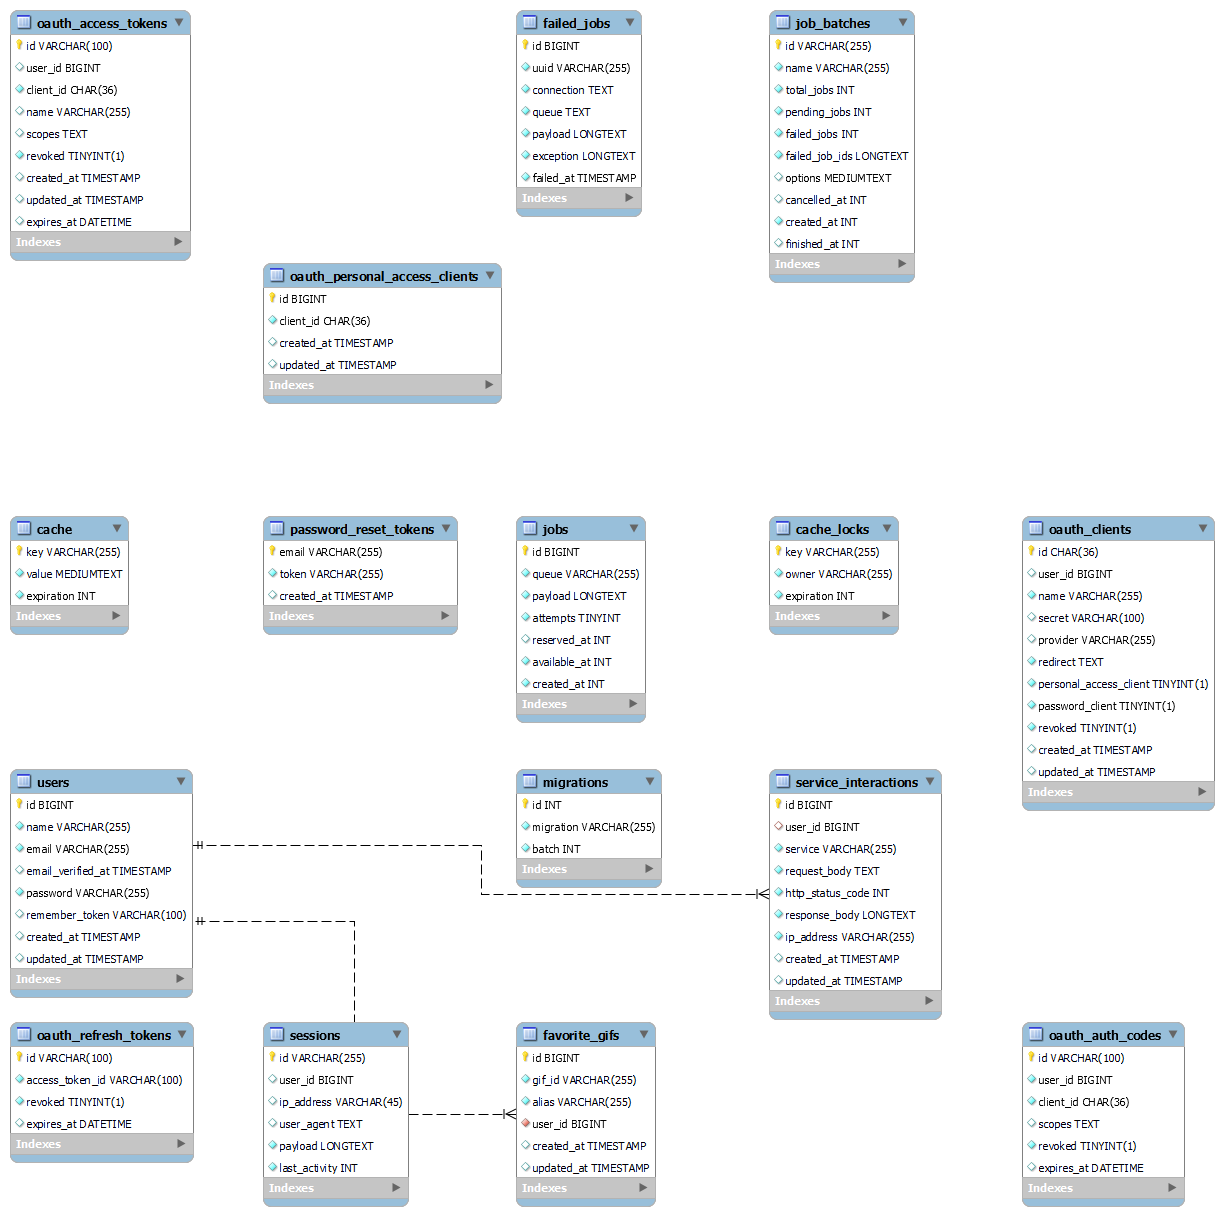 oauth_access_tokens
id VARCHAR(100)
user_id BIGINT
client_id CHAR(36)
name VARCHAR(255)
scopes TEXT
revoked TINYINT(1)
created_at TIMESTAMP
updated_at TIMESTAMP
expires_at DATETIME
Indexes
failed_jobs
id BIGINT
uuid VARCHAR(255)
connection TEXT
queue TEXT
payload LONGTEXT
exception LONGTEXT
failed_at TIMESTAMP
Indexes
job_batches
id VARCHAR(255)
name VARCHAR(255)
total_jobs INT
pending_jobs INT
failed_jobs INT
failed_job_ids LONGTEXT
options MEDIUMTEXT
cancelled_at INT
created_at INT
finished_at INT
Indexes
oauth_personal_access_clients
id BIGINT
client_id CHAR(36)
created_at TIMESTAMP
updated_at TIMESTAMP
Indexes
cache
key VARCHAR(255)
value MEDIUMTEXT
expiration INT
Indexes
password_reset_tokens
email VARCHAR(255)
token VARCHAR(255)
created_at TIMESTAMP
Indexes
jobs
id BIGINT
queue VARCHAR(255)
payload LONGTEXT
attempts TINYINT
reserved_at INT
available_at INT
created_at INT
Indexes
cache_locks
key VARCHAR(255)
owner VARCHAR(255)
expiration INT
Indexes
oauth_clients
id CHAR(36)
user_id BIGINT
name VARCHAR(255)
secret VARCHAR(100)
provider VARCHAR(255)
redirect TEXT
personal_access_client TINYINT(1)
password_client TINYINT(1)
revoked TINYINT(1)
created_at TIMESTAMP
updated_at TIMESTAMP
Indexes
users
id BIGINT
name VARCHAR(255)
email VARCHAR(255)
email_verified_at TIMESTAMP
password VARCHAR(255)
remember_token VARCHAR(100)
created_at TIMESTAMP
updated_at TIMESTAMP
Indexes
migrations
id INT
migration VARCHAR(255)
batch INT
Indexes
service_interactions
id BIGINT
user_id BIGINT
service VARCHAR(255)
request_body TEXT
http_status_code INT
response_body LONGTEXT
ip_address VARCHAR(255)
created_at TIMESTAMP
updated_at TIMESTAMP
Indexes
oauth_refresh_tokens
id VARCHAR(100)
access_token_id VARCHAR(100)
revoked TINYINT(1)
expires_at DATETIME
Indexes
sessions
id VARCHAR(255)
user_id BIGINT
ip_address VARCHAR(45)
user_agent TEXT
payload LONGTEXT
last_activity INT
Indexes
favorite_gifs
id BIGINT
gif_id VARCHAR(255)
alias VARCHAR(255)
user_id BIGINT
created_at TIMESTAMP
updated_at TIMESTAMP
Indexes
oauth_auth_codes
id VARCHAR(100)
user_id BIGINT
client_id CHAR(36)
scopes TEXT
revoked TINYINT(1)
expires_at DATETIME
Indexes